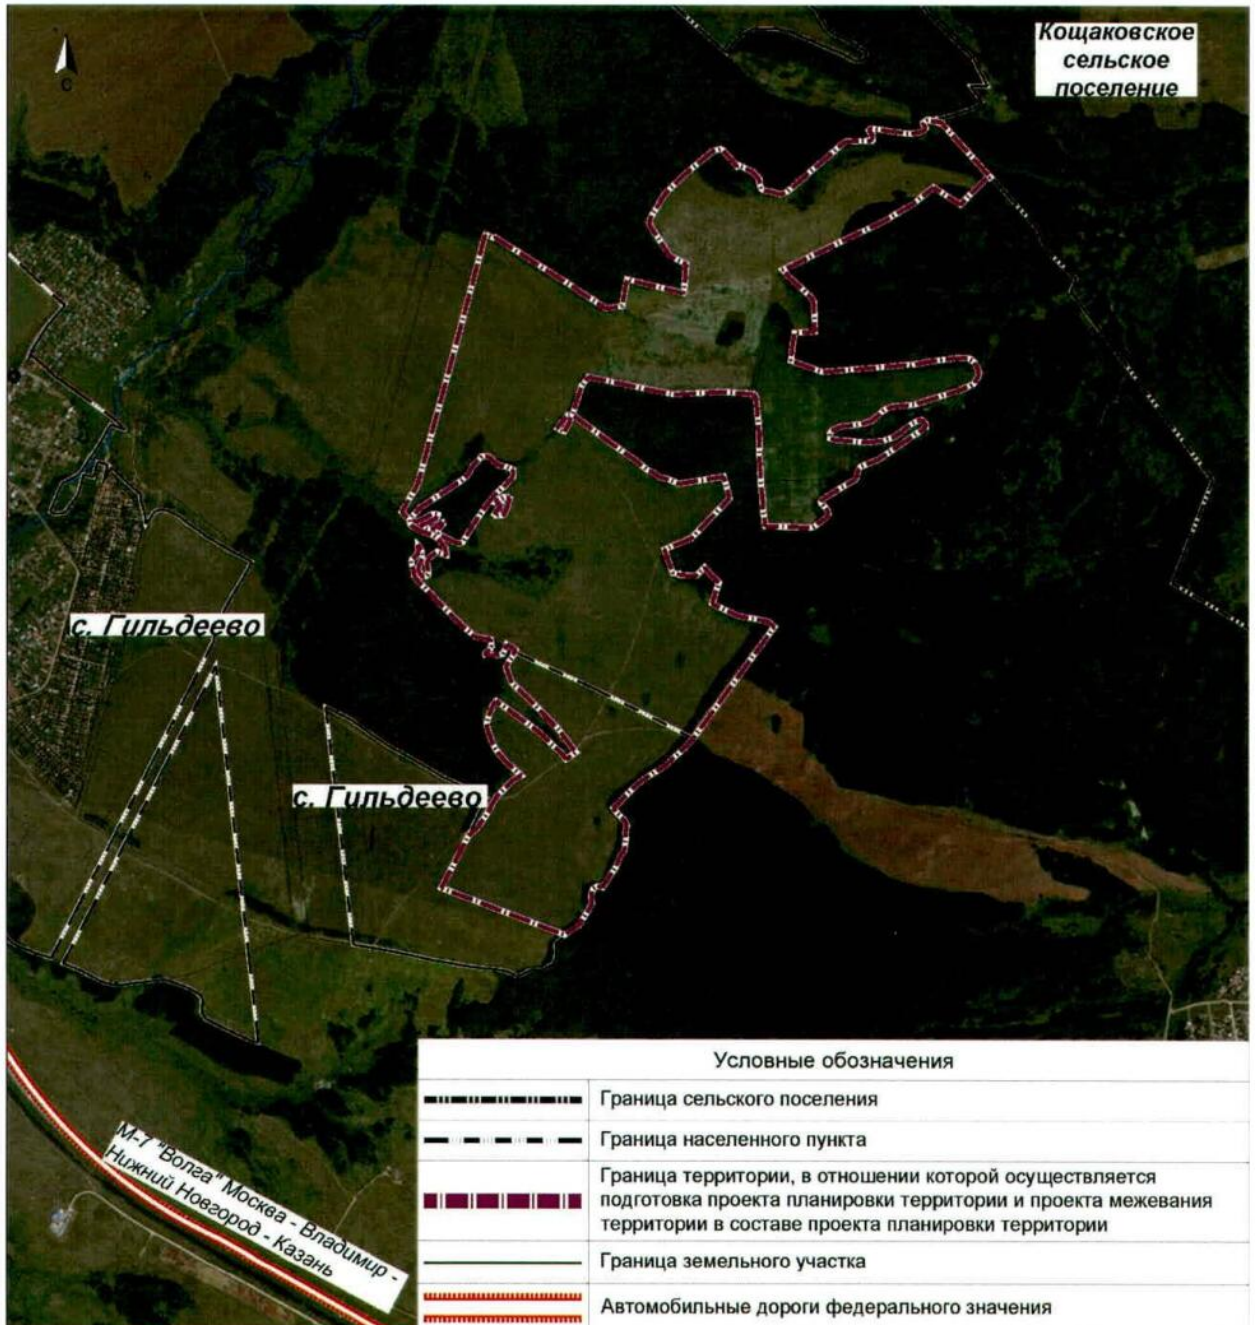 Кощаковское
сельское
поселение
С
с. Гильдеево
с. Гильдеево
М-7 "Волга" Москва - Владимир -
Нижний Новгород - Казань
Условные обозначения
Граница сельского поселения
Граница населенного пункта
Граница территории, в отношении которой осуществляется
подготовка проекта планировки территории и проекта межевания
территории в составе проекта планировки территории
Граница земельного участка
Автомобильные дороги федерального значения